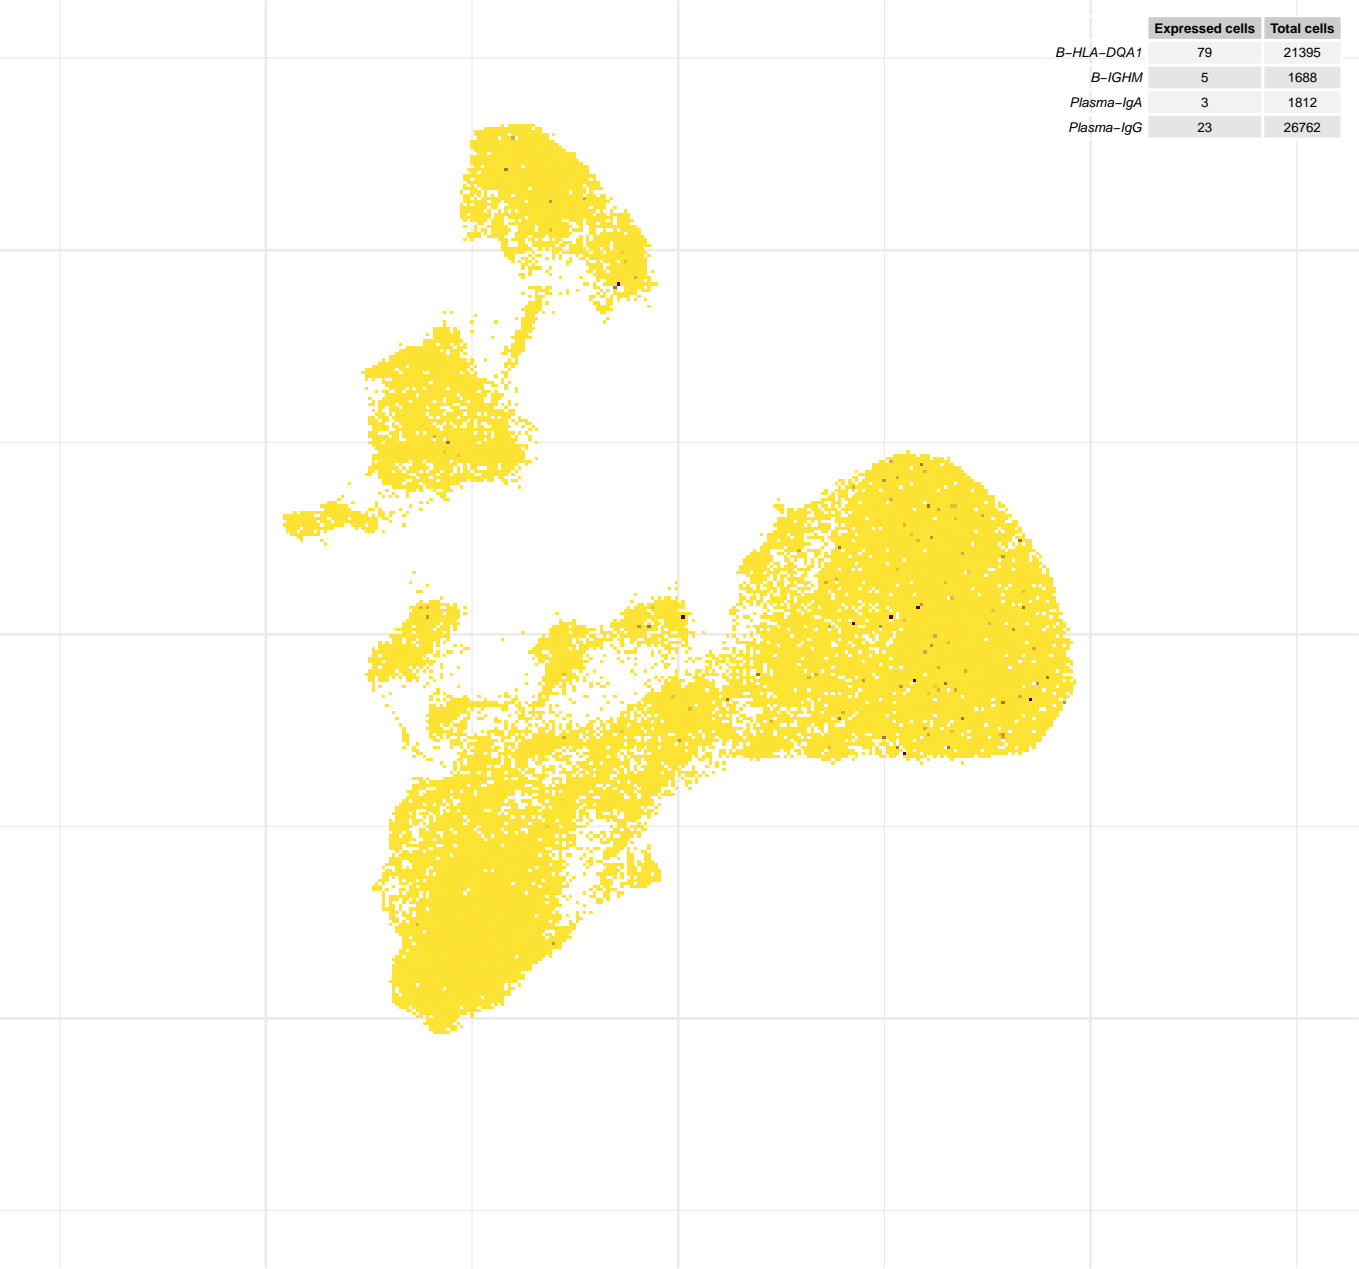 Expressed cells Total cells
B−HLA−DQA1 79 21395
B−IGHM 5 1688
Plasma−IgA 3 1812
Plasma−IgG 23 26762